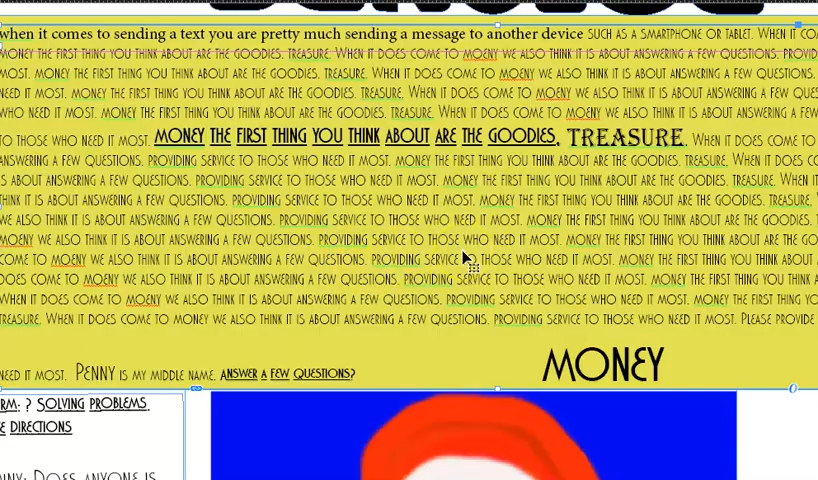 when it comes to sending a text you are pretty much sending a message to another device such as a smartphone or tablet. When it co
money the first thing you think about are the goodies. treasure. When it does come to moeny we also think it is about answering a few questions. provid
most. money the first thing you think about are the goodies. treasure. When it does come to moeny we also think it is about answering a few questions.
need it most. money the first thing you think about are the goodies. treasure. When it does come to moeny we also think it is about answering a few ques
who need it most. money the first thing you think about are the goodies. treasure. When it does come to moeny we also think it is about answering a few
to those who need it most. money the first thing you think about are the goodies. treasure. When it does come to
answering a few questions. providing service to those who need it most. money the first thing you think about are the goodies. treasure. When it does co
is about answering a few questions. providing service to those who need it most. money the first thing you think about are the goodies. treasure. When it
think it is about answering a few questions. providing service to those who need it most. money the first thing you think about are the goodies. treasure.
we also think it is about answering a few questions. providing service to those who need it most. money the first thing you think about are the goodies.
moeny we also think it is about answering a few questions. providing service to those who need it most. money the first thing you think about are the go
come to moeny we also think it is about answering a few questions. providing service to those who need it most. money the first thing you think about
does come to moeny we also think it is about answering a few questions. providing service to those who need it most. money the first thing you think
When it does come to moeny we also think it is about answering a few questions. providing service to those who need it most. money the first thing yo
treasure. When it does come to money we also think it is about answering a few questions. providing service to those who need it most. Please provide
need it most. Penny is my middle name. answer a few questions?
MONEY
rm: ? Solving problems.
e directions
nny: Does anyone is